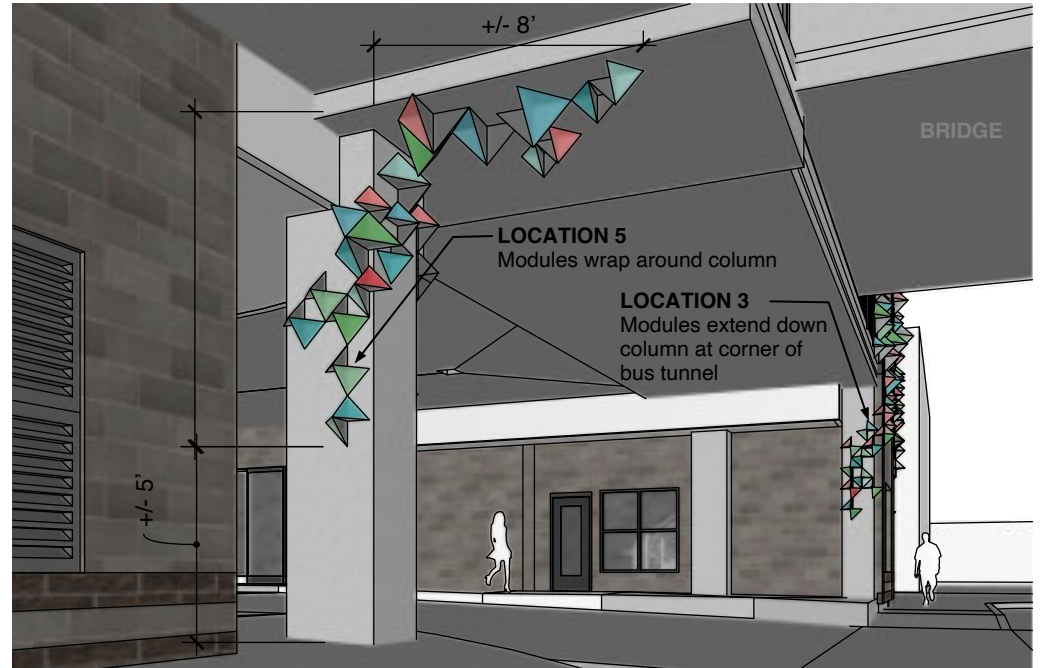 +/- 8’
BRIDGE
LOCATION 5
Modules wrap around column
LOCATION 3
Modules extend down
column at corner of
bus tunnel
+/- 5’